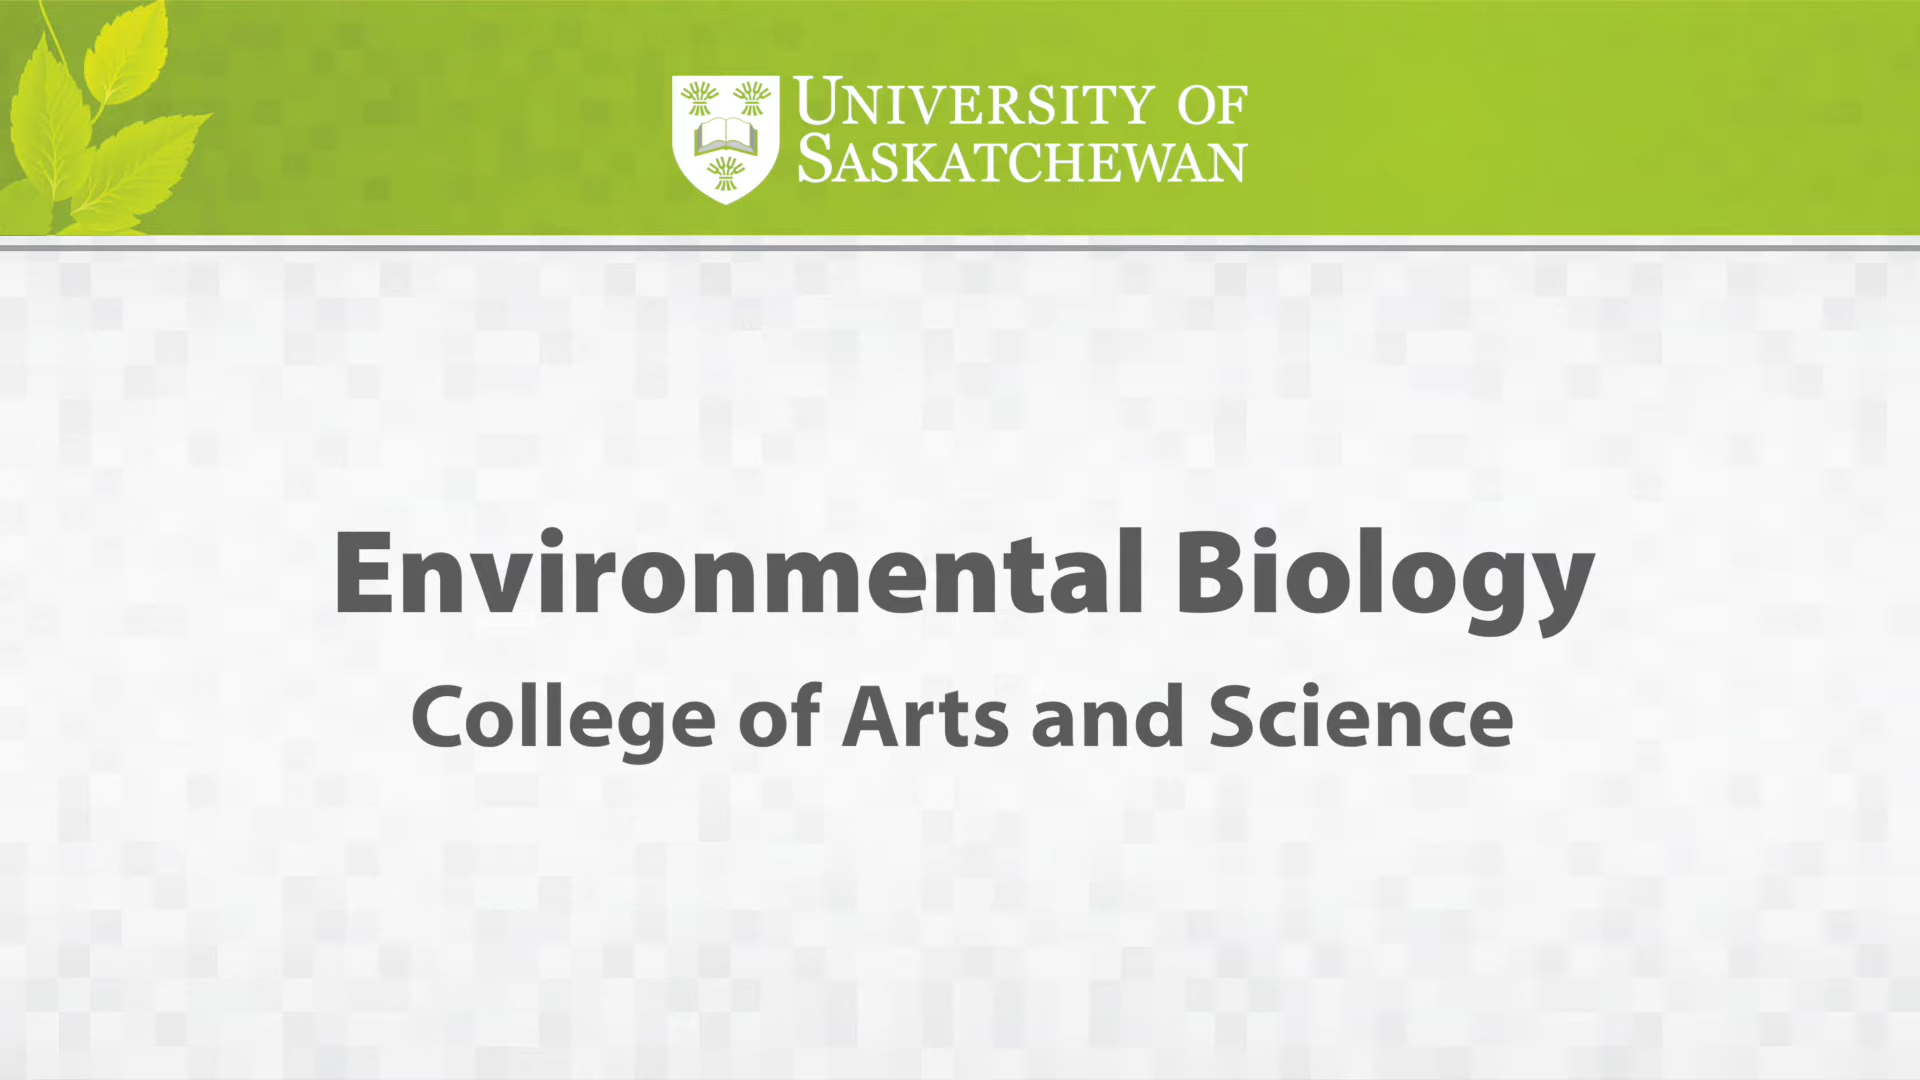 UNIVERSITY OF
SASKATCHEWAN
Environmental Biology
College of Arts and Science